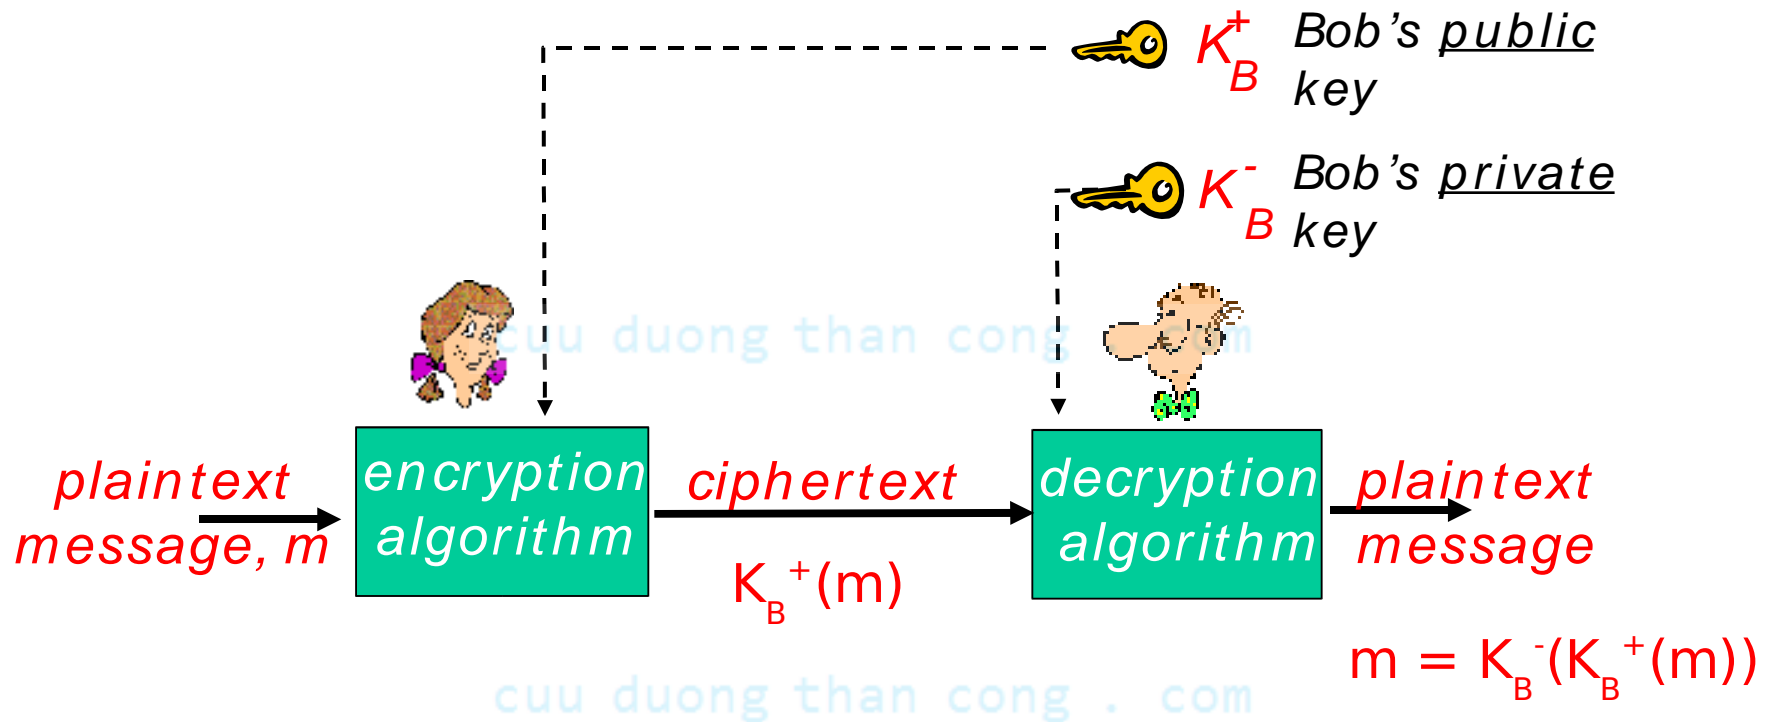 K_B^+ Bob's public
key
K_B^- Bob's private
key
cuu duong than cong . com
plaintext
message, m
encryption
algorithm
ciphertext
K_B^+(m)
decryption
algorithm
plaintext
message
m = K_B^-(K_B^+(m))
cuu duong than cong . com